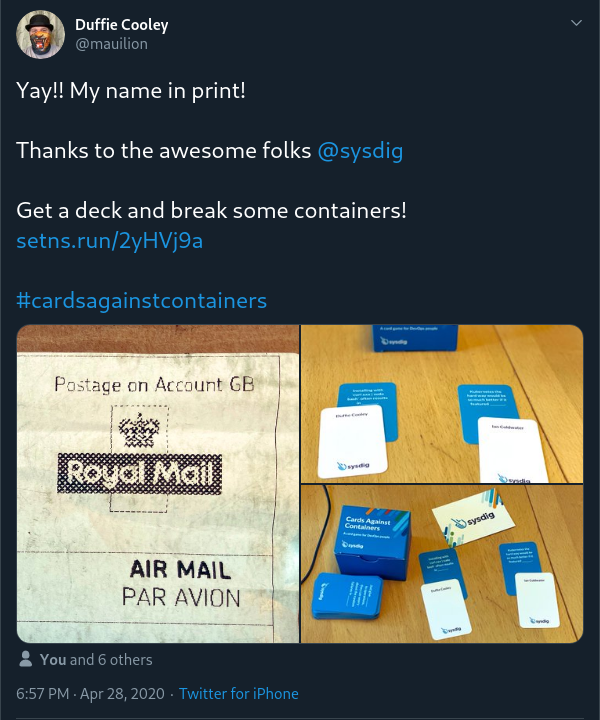 Duffie Cooley
@mauilion
Yay!! My name in print!
Thanks to the awesome folks @sysdig
Get a deck and break some containers!
setns.run/2yHVj9a
#cardsagainstcontainers
Postage on Account GB
Royal Mail
AIR MAIL
PAR AVION
A card game for DevOps people
sysdig
Duffie Cooley
sysdig
Ian Coldwater
sysdig
Cards Against
Containers
A card game for DevOps people
sysdig
sysdig
Duffie Cooley
sysdig
Ian Coldwater
sysdig
You and 6 others
6:57 PM · Apr 28, 2020 · Twitter for iPhone